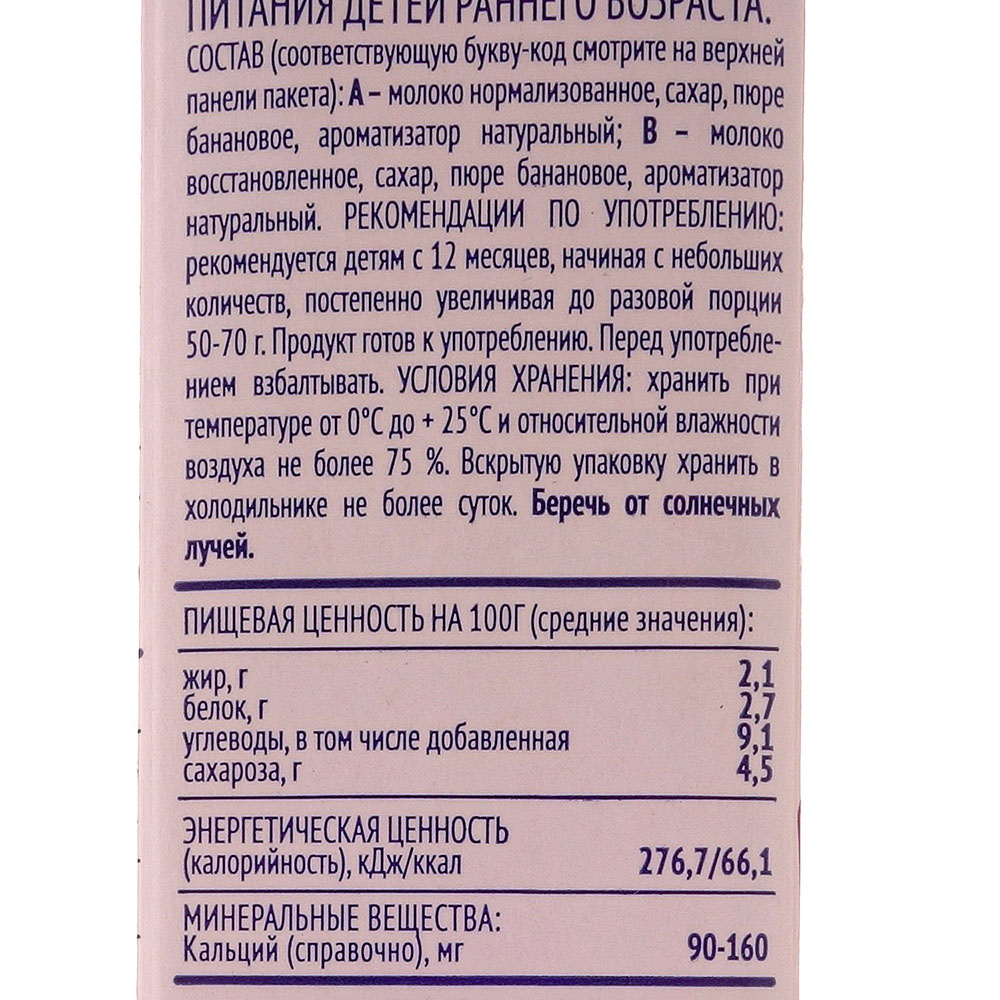 ПИТАНИЯ ДЕТЕЙ РАННЕГО ВОЗРАСТА.
СОСТАВ (соответствующую букву-код смотрите на верхней
панели пакета): А – молоко нормализованное, сахар, пюре
банановое, ароматизатор натуральный; В – молоко
восстановленное, сахар, пюре банановое, ароматизатор
натуральный. РЕКОМЕНДАЦИИ ПО УПОТРЕБЛЕНИЮ:
рекомендуется детям с 12 месяцев, начиная с небольших
количеств, постепенно увеличивая до разовой порции
50-70 г. Продукт готов к употреблению. Перед употребле-
нием взбалтывать. УСЛОВИЯ ХРАНЕНИЯ: хранить при
температуре от 0°С до + 25°С и относительной влажности
воздуха не более 75 %. Вскрытую упаковку хранить в
холодильнике не более суток. Беречь от солнечных
лучей.
ПИЩЕВАЯ ЦЕННОСТЬ НА 100Г (средние значения):
жир, г 2,1
белок, г 2,7
углеводы, в том числе добавленная 9,1
сахароза, г 4,5
ЭНЕРГЕТИЧЕСКАЯ ЦЕННОСТЬ
(калорийность), кДж/ккал 276,7/66,1
МИНЕРАЛЬНЫЕ ВЕЩЕСТВА:
Кальций (справочно), мг 90-160